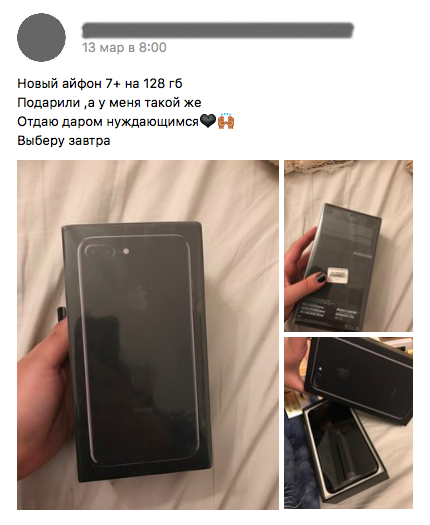 13 мар в 8:00
Новый айфон 7+ на 128 гб
Подарили ,а у меня такой же
Отдаю даром нуждающимся🖤🙌🏾
Выберу завтра
iPhone